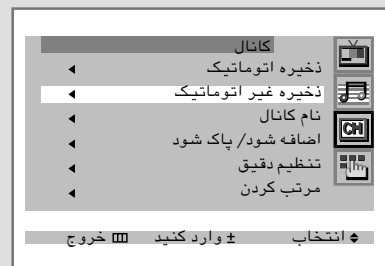 کانال
ذخیره اتوماتیک
ذخیره غیر اتوماتیک
نام کانال
CH
اضافه شود/ پاک شود
تنظیم دقیق
مرتب کردن
انتخاب ± وارد کنید خروج